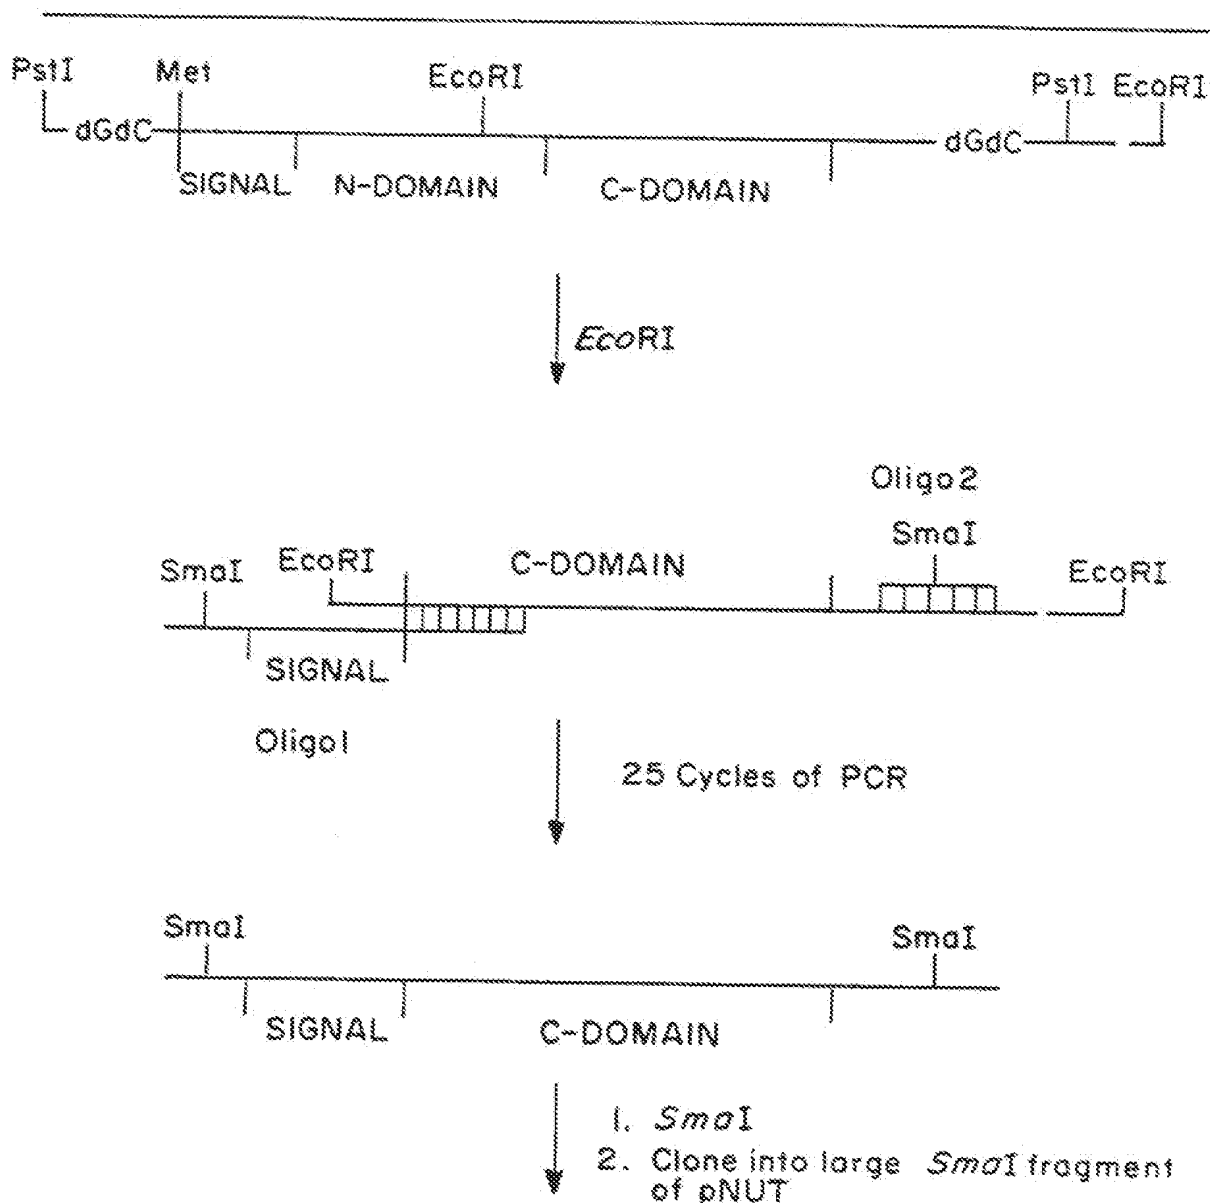 PstI Met EcoRI PstI EcoRI
dGdC dGdC
SIGNAL N-DOMAIN C-DOMAIN
EcoRI
Oligo2
SmaI
SmaI EcoRI C-DOMAIN EcoRI
SIGNAL
Oligo1
25 Cycles of PCR
SmaI SmaI
SIGNAL C-DOMAIN
1. SmaI
2. Clone into large SmaI fragment
of pNUT